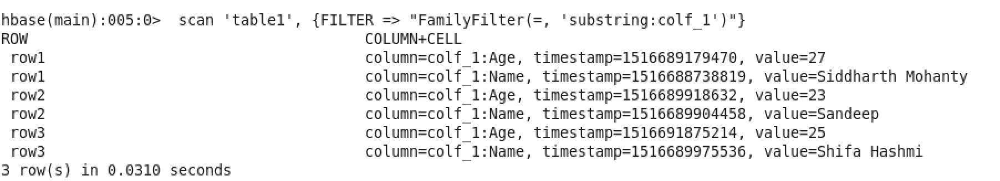 hbase(main):005:0>  scan 'table1', {FILTER => "FamilyFilter(=, 'substring:colf_1')"}
ROW                                     COLUMN+CELL
 row1                                   column=colf_1:Age, timestamp=1516689179470, value=27
 row1                                   column=colf_1:Name, timestamp=1516688738819, value=Siddharth Mohanty
 row2                                   column=colf_1:Age, timestamp=1516689918632, value=23
 row2                                   column=colf_1:Name, timestamp=1516689904458, value=Sandeep
 row3                                   column=colf_1:Age, timestamp=1516691875214, value=25
 row3                                   column=colf_1:Name, timestamp=1516689975536, value=Shifa Hashmi
3 row(s) in 0.0310 seconds